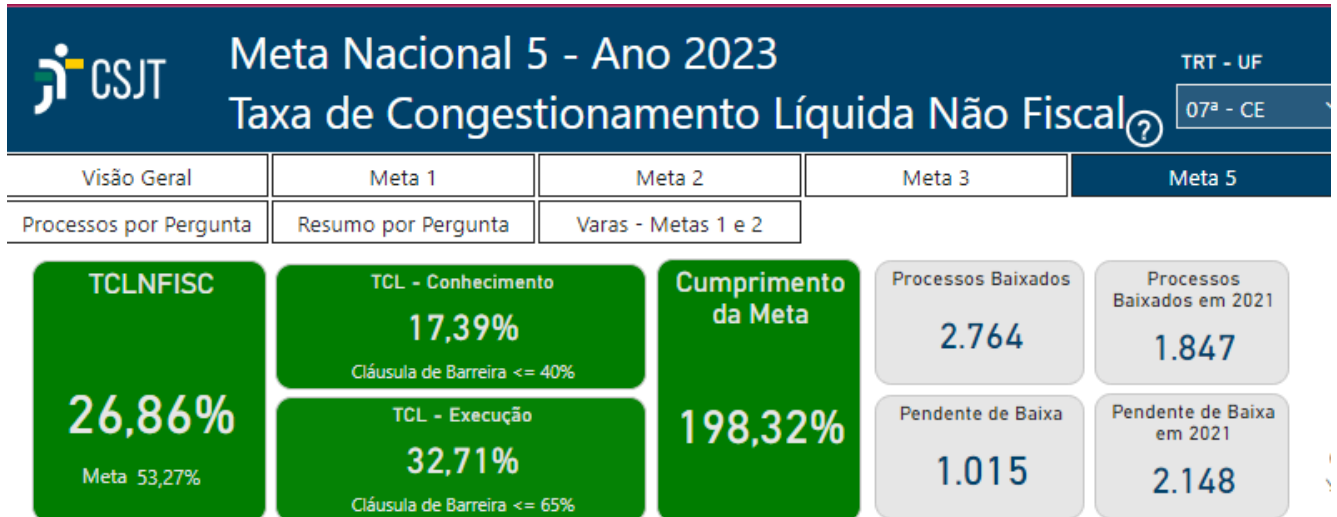 CSJT
Meta Nacional 5 - Ano 2023
Taxa de Congestionamento Líquida Não Fiscal
?
TRT - UF
07ª - CE
Visão Geral
Meta 1
Meta 2
Meta 3
Meta 5
Processos por Pergunta
Resumo por Pergunta
Varas - Metas 1 e 2
TCLNFISC
26,86%
Meta 53,27%
TCL - Conhecimento
17,39%
Cláusula de Barreira <= 40%
TCL - Execução
32,71%
Cláusula de Barreira <= 65%
Cumprimento
da Meta
198,32%
Processos Baixados
2.764
Processos
Baixados em 2021
1.847
Pendente de Baixa
1.015
Pendente de Baixa
em 2021
2.148